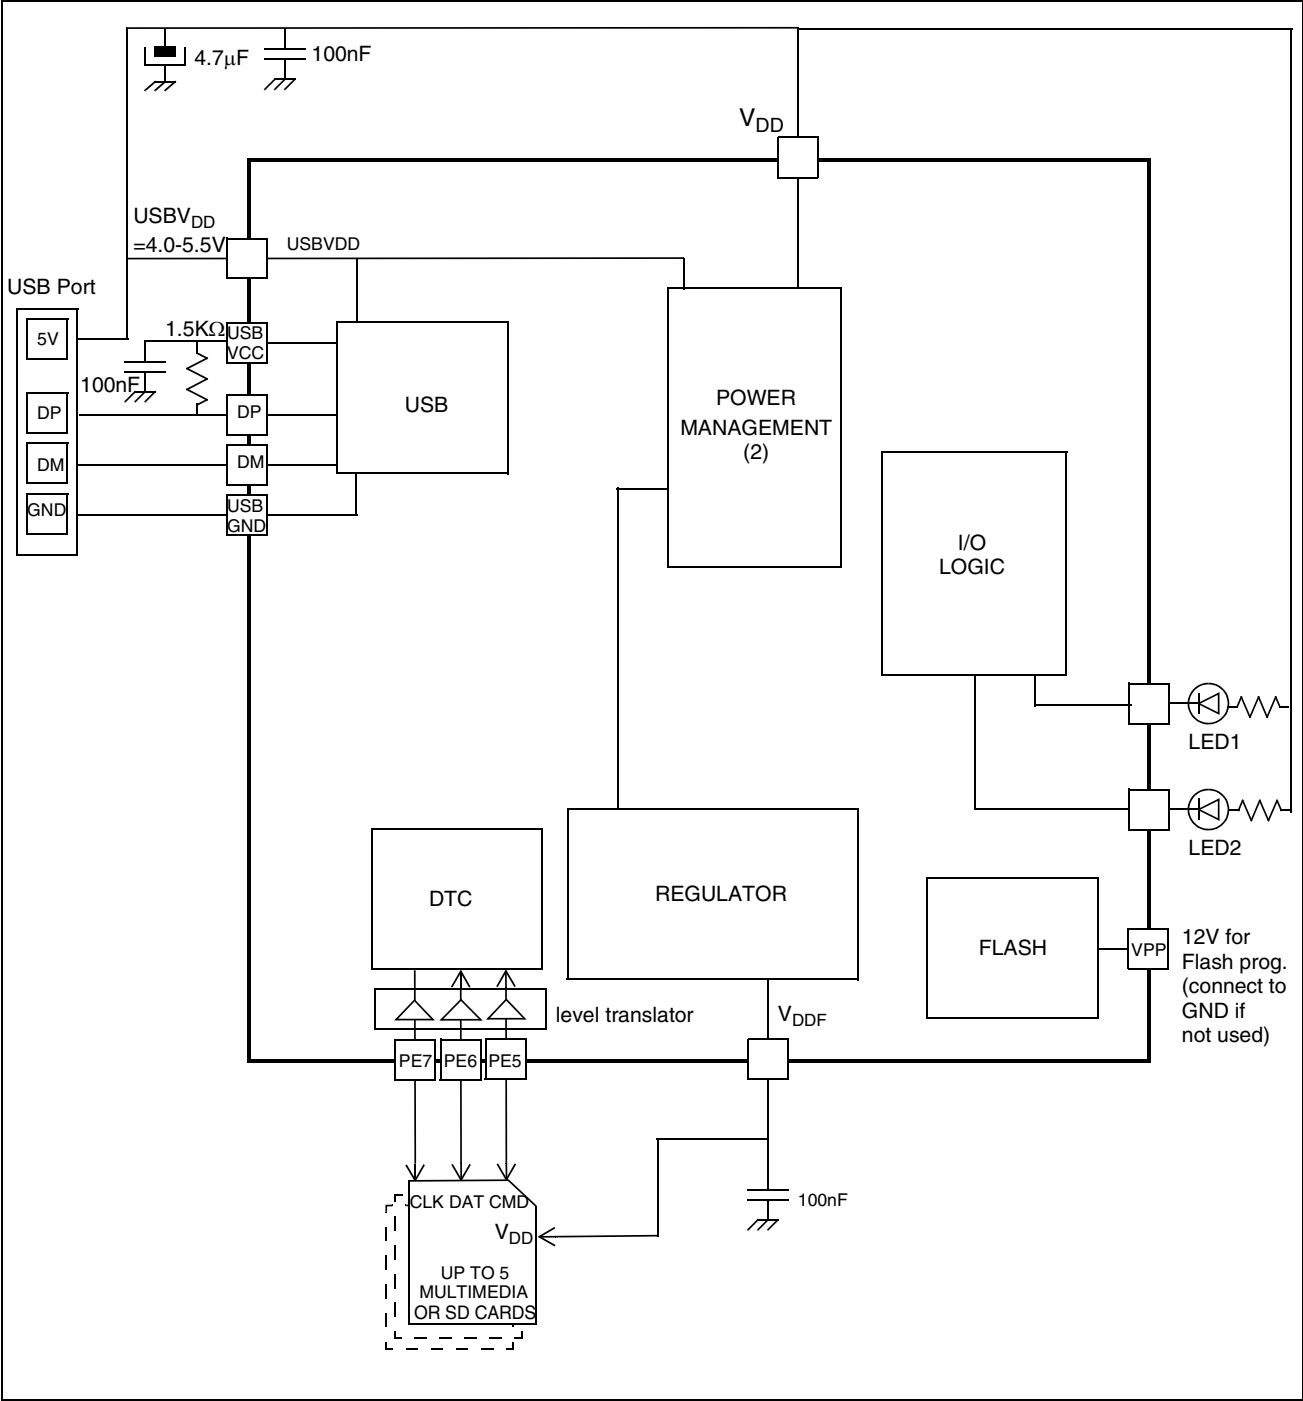 4.7µF
100nF
VDD
USBVDD
=4.0-5.5V
USBVDD
USB Port
5V
1.5KΩ
USB
VCC
100nF
DP
DP
DM
DM
GND
USB
GND
USB
POWER
MANAGEMENT
(2)
I/O
LOGIC
LED1
LED2
DTC
REGULATOR
FLASH
VPP
12V for
Flash prog.
(connect to
GND if
not used)
level translator
VDDF
PE7
PE6
PE5
CLK DAT CMD
VDD
100nF
UP TO 5
MULTIMEDIA
OR SD CARDS